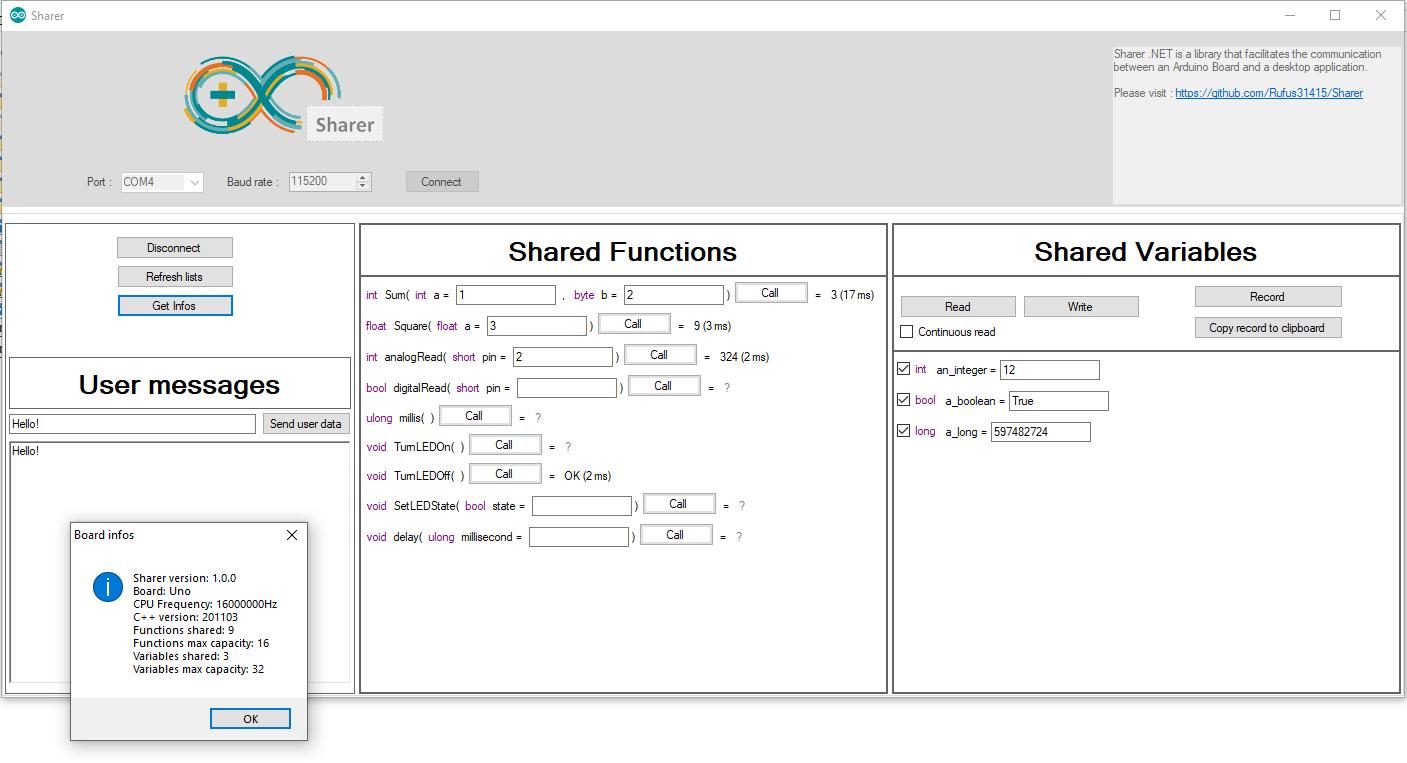 Sharer
Sharer .NET is a library that facilitates the communication
between an Arduino Board and a desktop application.
Please visit : https://github.com/Rufus31415/Sharer
Sharer
Port : COM4 Baud rate : 115200 Connect
Disconnect
Refresh lists
Get Infos
User messages
Hello! Send user data
Hello!
Shared Functions
int Sum( int a = 1 , byte b = 2 ) Call = 3 (17 ms)
float Square( float a = 3 ) Call = 9 (3 ms)
int analogRead( short pin = 2 ) Call = 324 (2 ms)
bool digitalRead( short pin = ) Call = ?
ulong millis( ) Call = ?
void TurnLEDOn( ) Call = ?
void TurnLEDOff( ) Call = OK (2 ms)
void SetLEDState( bool state = ) Call = ?
void delay( ulong millisecond = ) Call = ?
Shared Variables
Read Write Record
Continuous read Copy record to clipboard
int an_integer = 12
bool a_boolean = True
long a_long = 597482724
Board infos
Sharer version: 1.0.0
Board: Uno
CPU Frequency: 16000000Hz
C++ version: 201103
Functions shared: 9
Functions max capacity: 16
Variables shared: 3
Variables max capacity: 32
OK